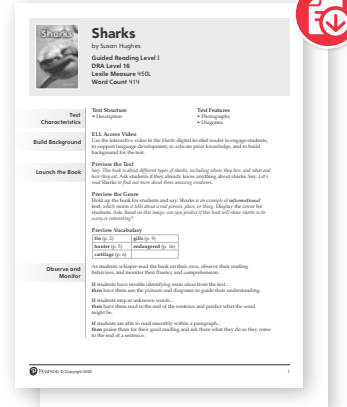 Sharks
Sharks
by Susan Hughes
Guided Reading Level I
DRA Level 18
Lexile Measure 450L
Word Count 414
Text Characteristics
Text Structure
• Description
Text Features
• Photographs
• Diagrams
Build Background
ELL Access Video
Use the interactive video in the Sharks digital leveled reader to engage students,
to support language development, to activate prior knowledge, and to build
background for the text.
Launch the Book
Preview the Text
Say: This book is about different types of sharks, including where they live, and what and
how they eat. Ask students if they already know anything about sharks. Say: Let's
read Sharks to find out more about these amazing creatures.
Preview the Genre
Hold up the book for students and say: Sharks is an example of informational
text, which means it tells about a real person, place, or thing. Display the cover for
students. Ask: Based on this image, can you predict if this book will show sharks to be
scary or interesting?
Preview Vocabulary
fin (p. 2) gills (p. 9)
hunter (p. 5) endangered (p. 16)
cartilage (p. 6)
Observe and
Monitor
As students whisper-read the book on their own, observe their reading
behaviors, and monitor their fluency and comprehension.
If students have trouble identifying main ideas from the text…
then have them use the pictures and diagrams to guide their understanding.
If students stop at unknown words…
then have them read to the end of the sentence and predict what the word
might be.
If students are able to read smoothly within a paragraph…
then praise them for their good reading and ask them what they do as they come
to the end of a sentence.
Pearson © Copyright 2020
1